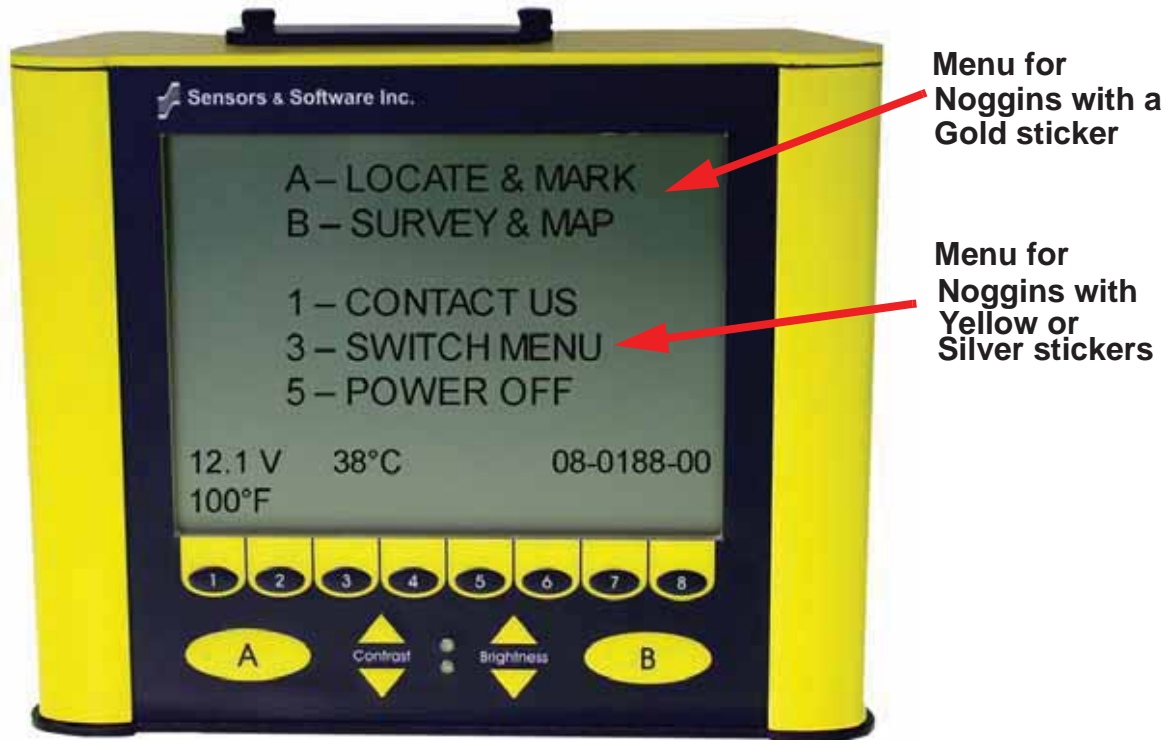 Sensors & Software Inc.
A – LOCATE & MARK
B – SURVEY & MAP
1 – CONTACT US
3 – SWITCH MENU
5 – POWER OFF
12.1 V 38°C 08-0188-00
100°F
1 2 3 4 5 6 7 8
A Contrast Brightness B
Menu for
Noggins with a
Gold sticker
Menu for
Noggins with
Yellow or
Silver stickers